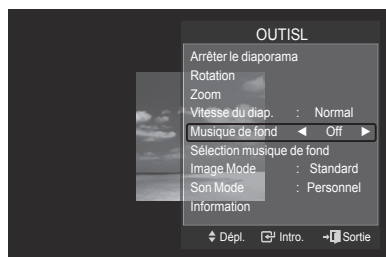 OUTISL
Arrêter le diaporama
Rotation
Zoom
Vitesse du diap. : Normal
Musique de fond ◄ Off ►
Sélection musique de fond
Image Mode : Standard
Son Mode : Personnel
Information
Dépl. Intro. Sortie